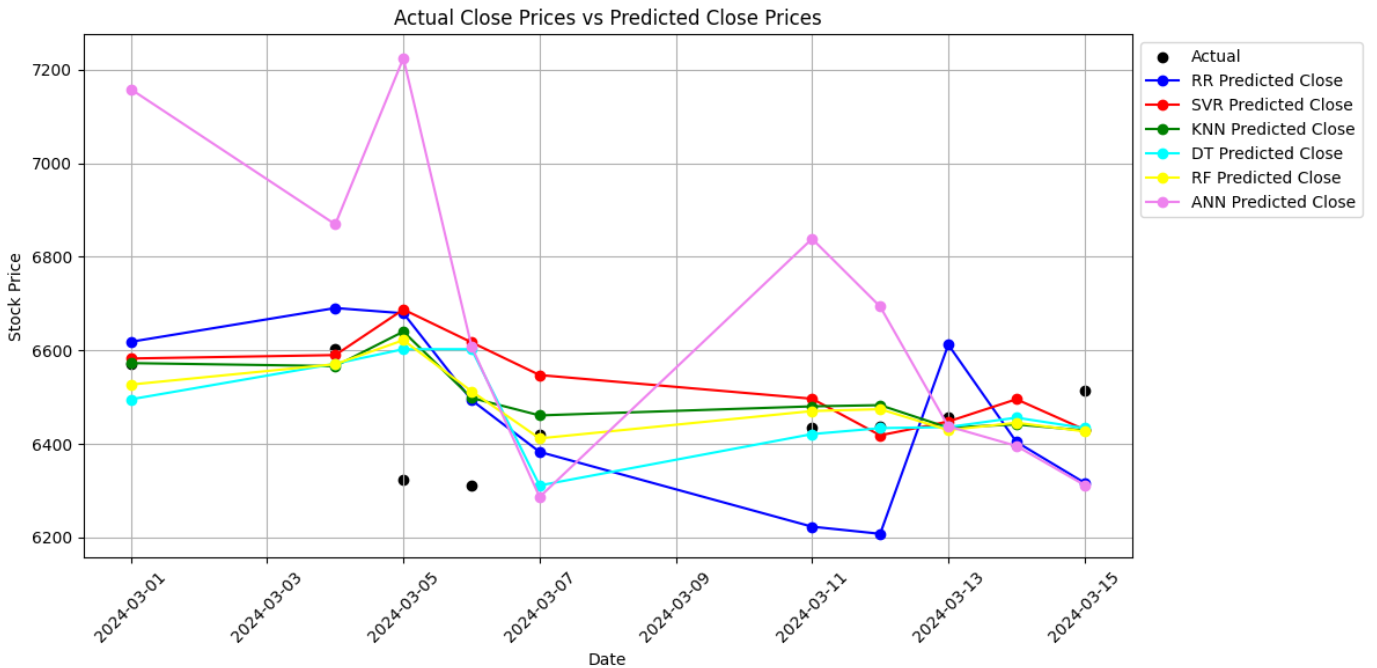 Actual Close Prices vs Predicted Close Prices
Actual
RR Predicted Close
SVR Predicted Close
KNN Predicted Close
DT Predicted Close
RF Predicted Close
ANN Predicted Close
Stock Price
7200
7000
6800
6600
6400
6200
2024-03-01
2024-03-03
2024-03-05
2024-03-07
2024-03-09
2024-03-11
2024-03-13
2024-03-15
Date